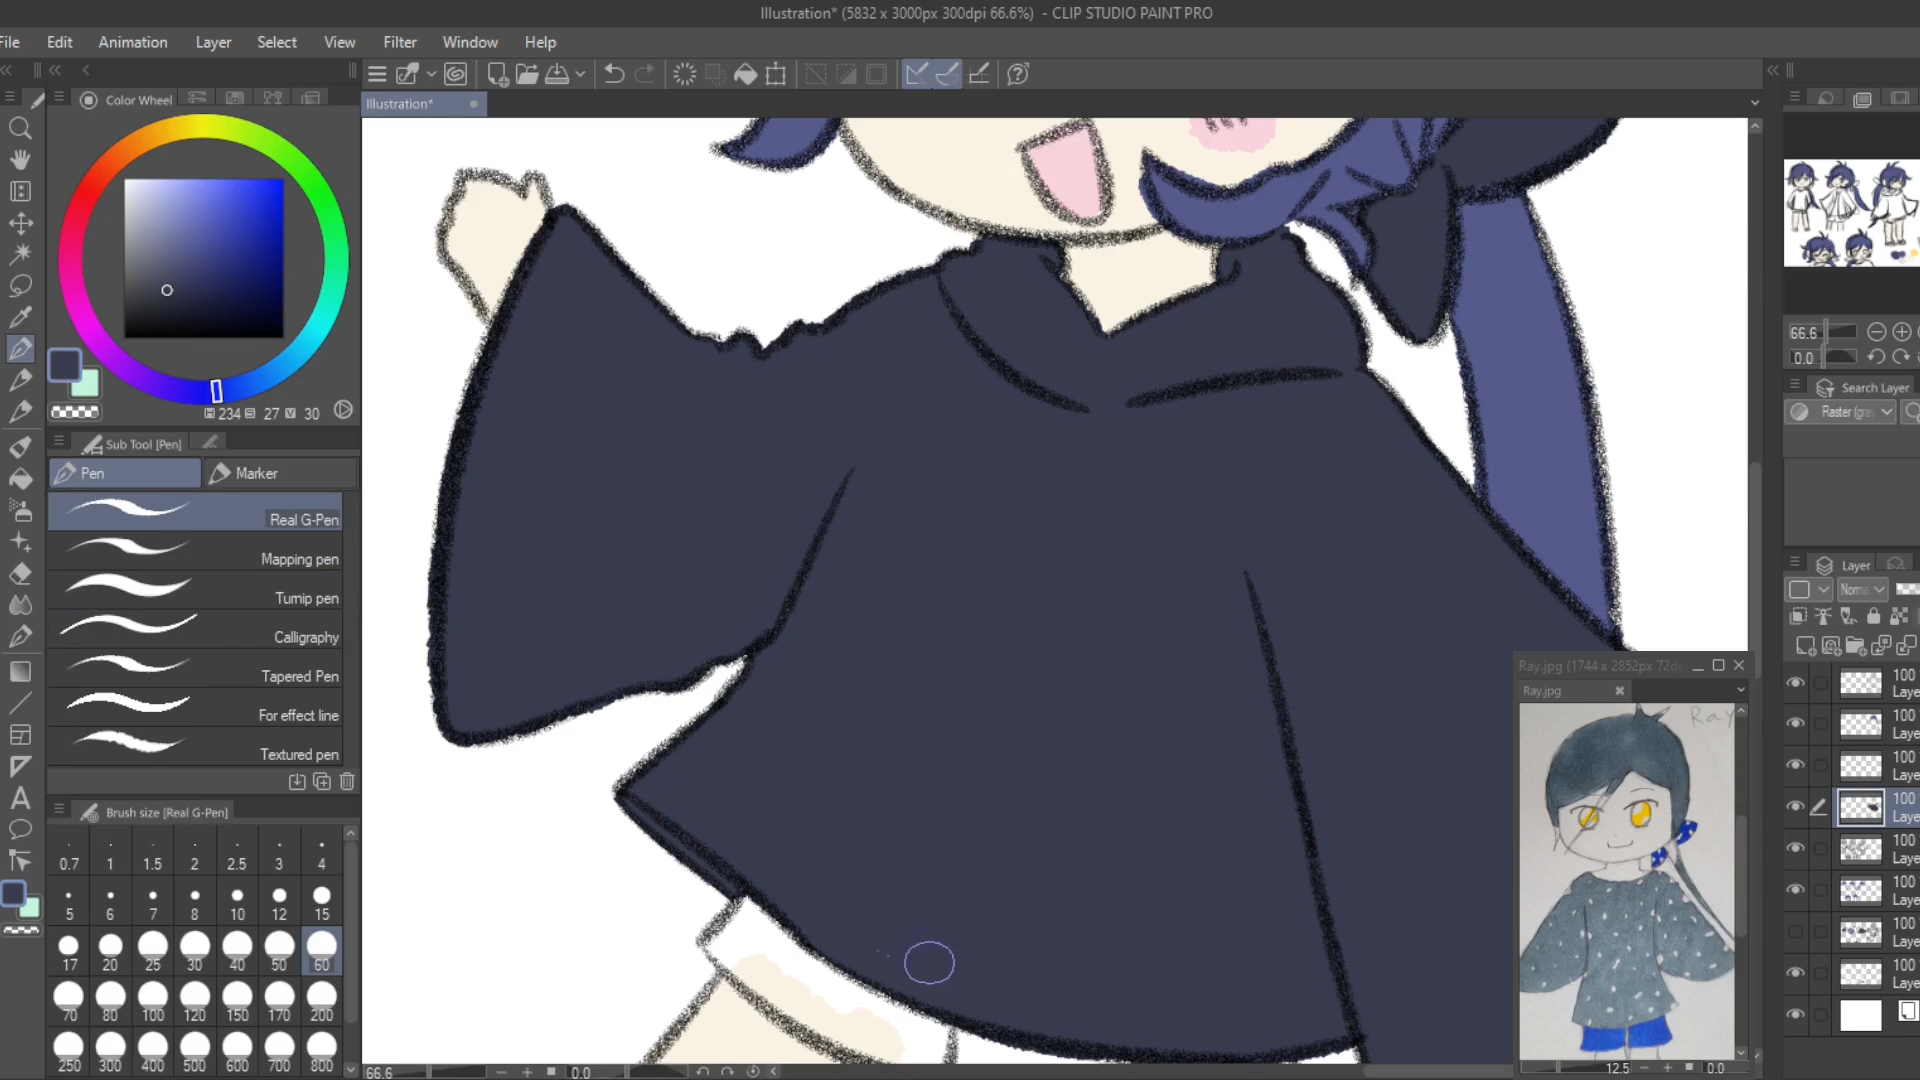 Illustration* (5832 x 3000px 300dpi 66.6%) - CLIP STUDIO PAINT PRO
File Edit Animation Layer Select View Filter Window Help
Color Wheel
Illustration*
H 234 S 27 V 30
Sub Tool [Pen]
Pen Marker
Real G-Pen
Mapping pen
Turnip pen
Calligraphy
Tapered Pen
For effect line
Textured pen
Brush size [Real G-Pen]
0.7 1 1.5 2 2.5 3 4
5 6 7 8 10 12 15
17 20 25 30 40 50 60
70 80 100 120 150 170 200
250 300 400 500 600 700 800
66.6 0.0
66.6
0.0
Search Layer
Raster (gra
Layer
Norma
100
Laye
100
Laye
100
Laye
100
Laye
100
Laye
100
Laye
100
Laye
100
Laye
Ray.jpg (1744 x 2852px 72d
Ray.jpg
Ray
12.5 0.0